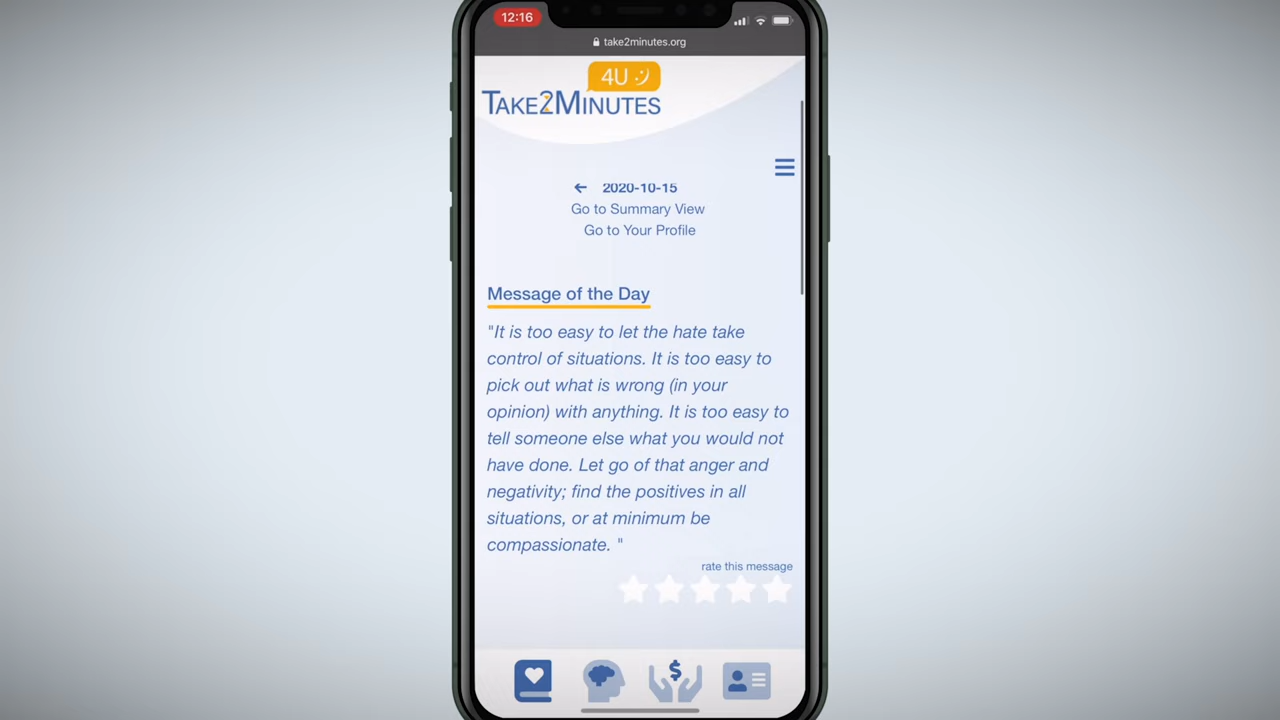 12:16
take2minutes.org
4U :)
TAKE2MINUTES
← 2020-10-15
Go to Summary View
Go to Your Profile
Message of the Day
"It is too easy to let the hate take
control of situations. It is too easy to
pick out what is wrong (in your
opinion) with anything. It is too easy to
tell someone else what you would not
have done. Let go of that anger and
negativity; find the positives in all
situations, or at minimum be
compassionate. "
rate this message
$